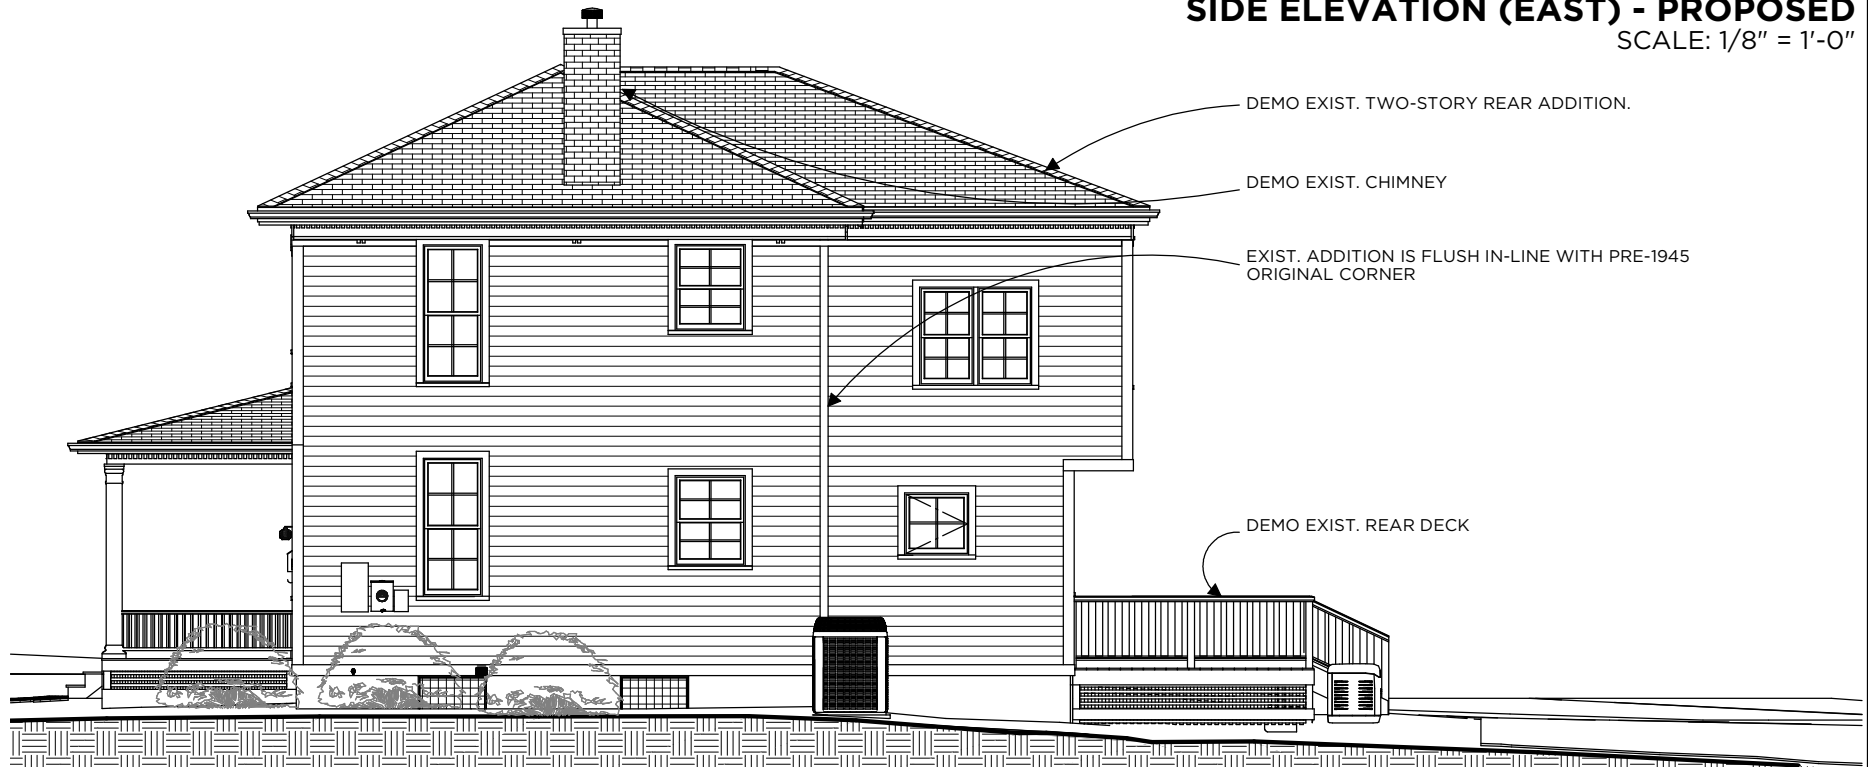 SIDE ELEVATION (EAST) - PROPOSED
SCALE: 1/8" = 1'-0"
DEMO EXIST. TWO-STORY REAR ADDITION.
DEMO EXIST. CHIMNEY
EXIST. ADDITION IS FLUSH IN-LINE WITH PRE-1945
ORIGINAL CORNER
DEMO EXIST. REAR DECK